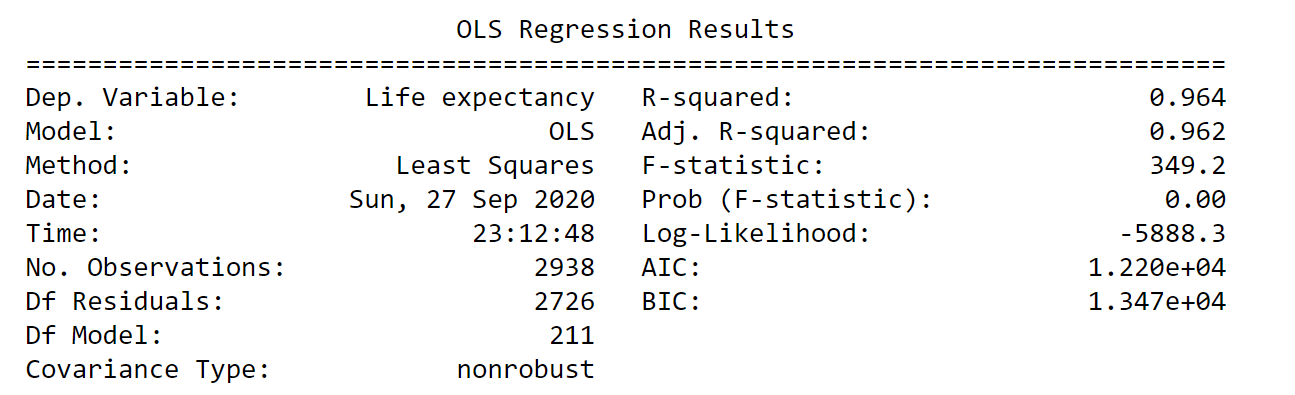 OLS Regression Results
==============================================================================
Dep. Variable: Life expectancy R-squared: 0.964
Model: OLS Adj. R-squared: 0.962
Method: Least Squares F-statistic: 349.2
Date: Sun, 27 Sep 2020 Prob (F-statistic): 0.00
Time: 23:12:48 Log-Likelihood: -5888.3
No. Observations: 2938 AIC: 1.220e+04
Df Residuals: 2726 BIC: 1.347e+04
Df Model: 211
Covariance Type: nonrobust